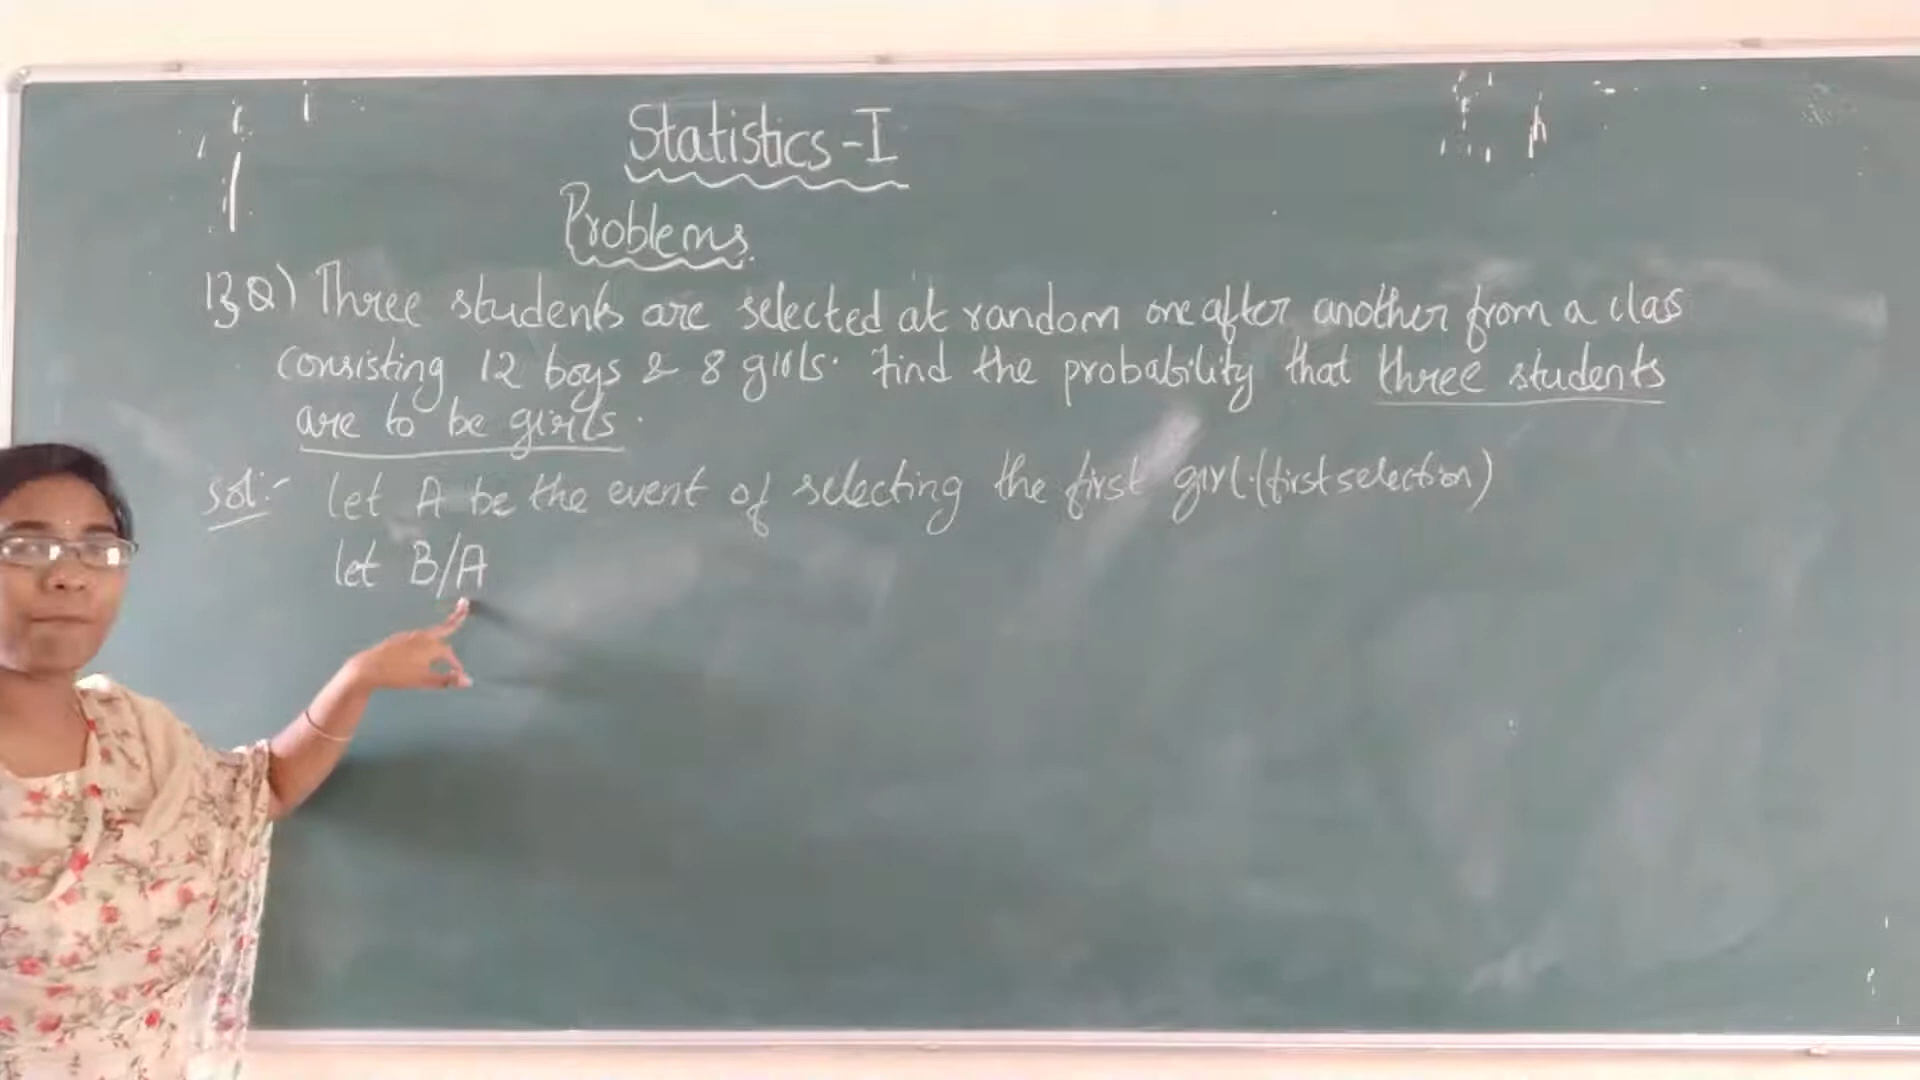 Statistics-I
Problems.
13Q) Three students are selected at random one after another from a class
consisting 12 boys & 8 girls. Find the probability that three students
are to be girls.
Sol:- let A be the event of selecting the first girl.(first selection)
let B/A